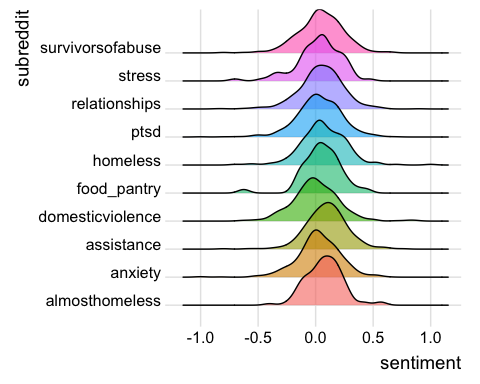 subreddit
survivorsofabuse
stress
relationships
ptsd
homeless
food_pantry
domesticviolence
assistance
anxiety
almosthomeless
-1.0 -0.5 0.0 0.5 1.0
sentiment